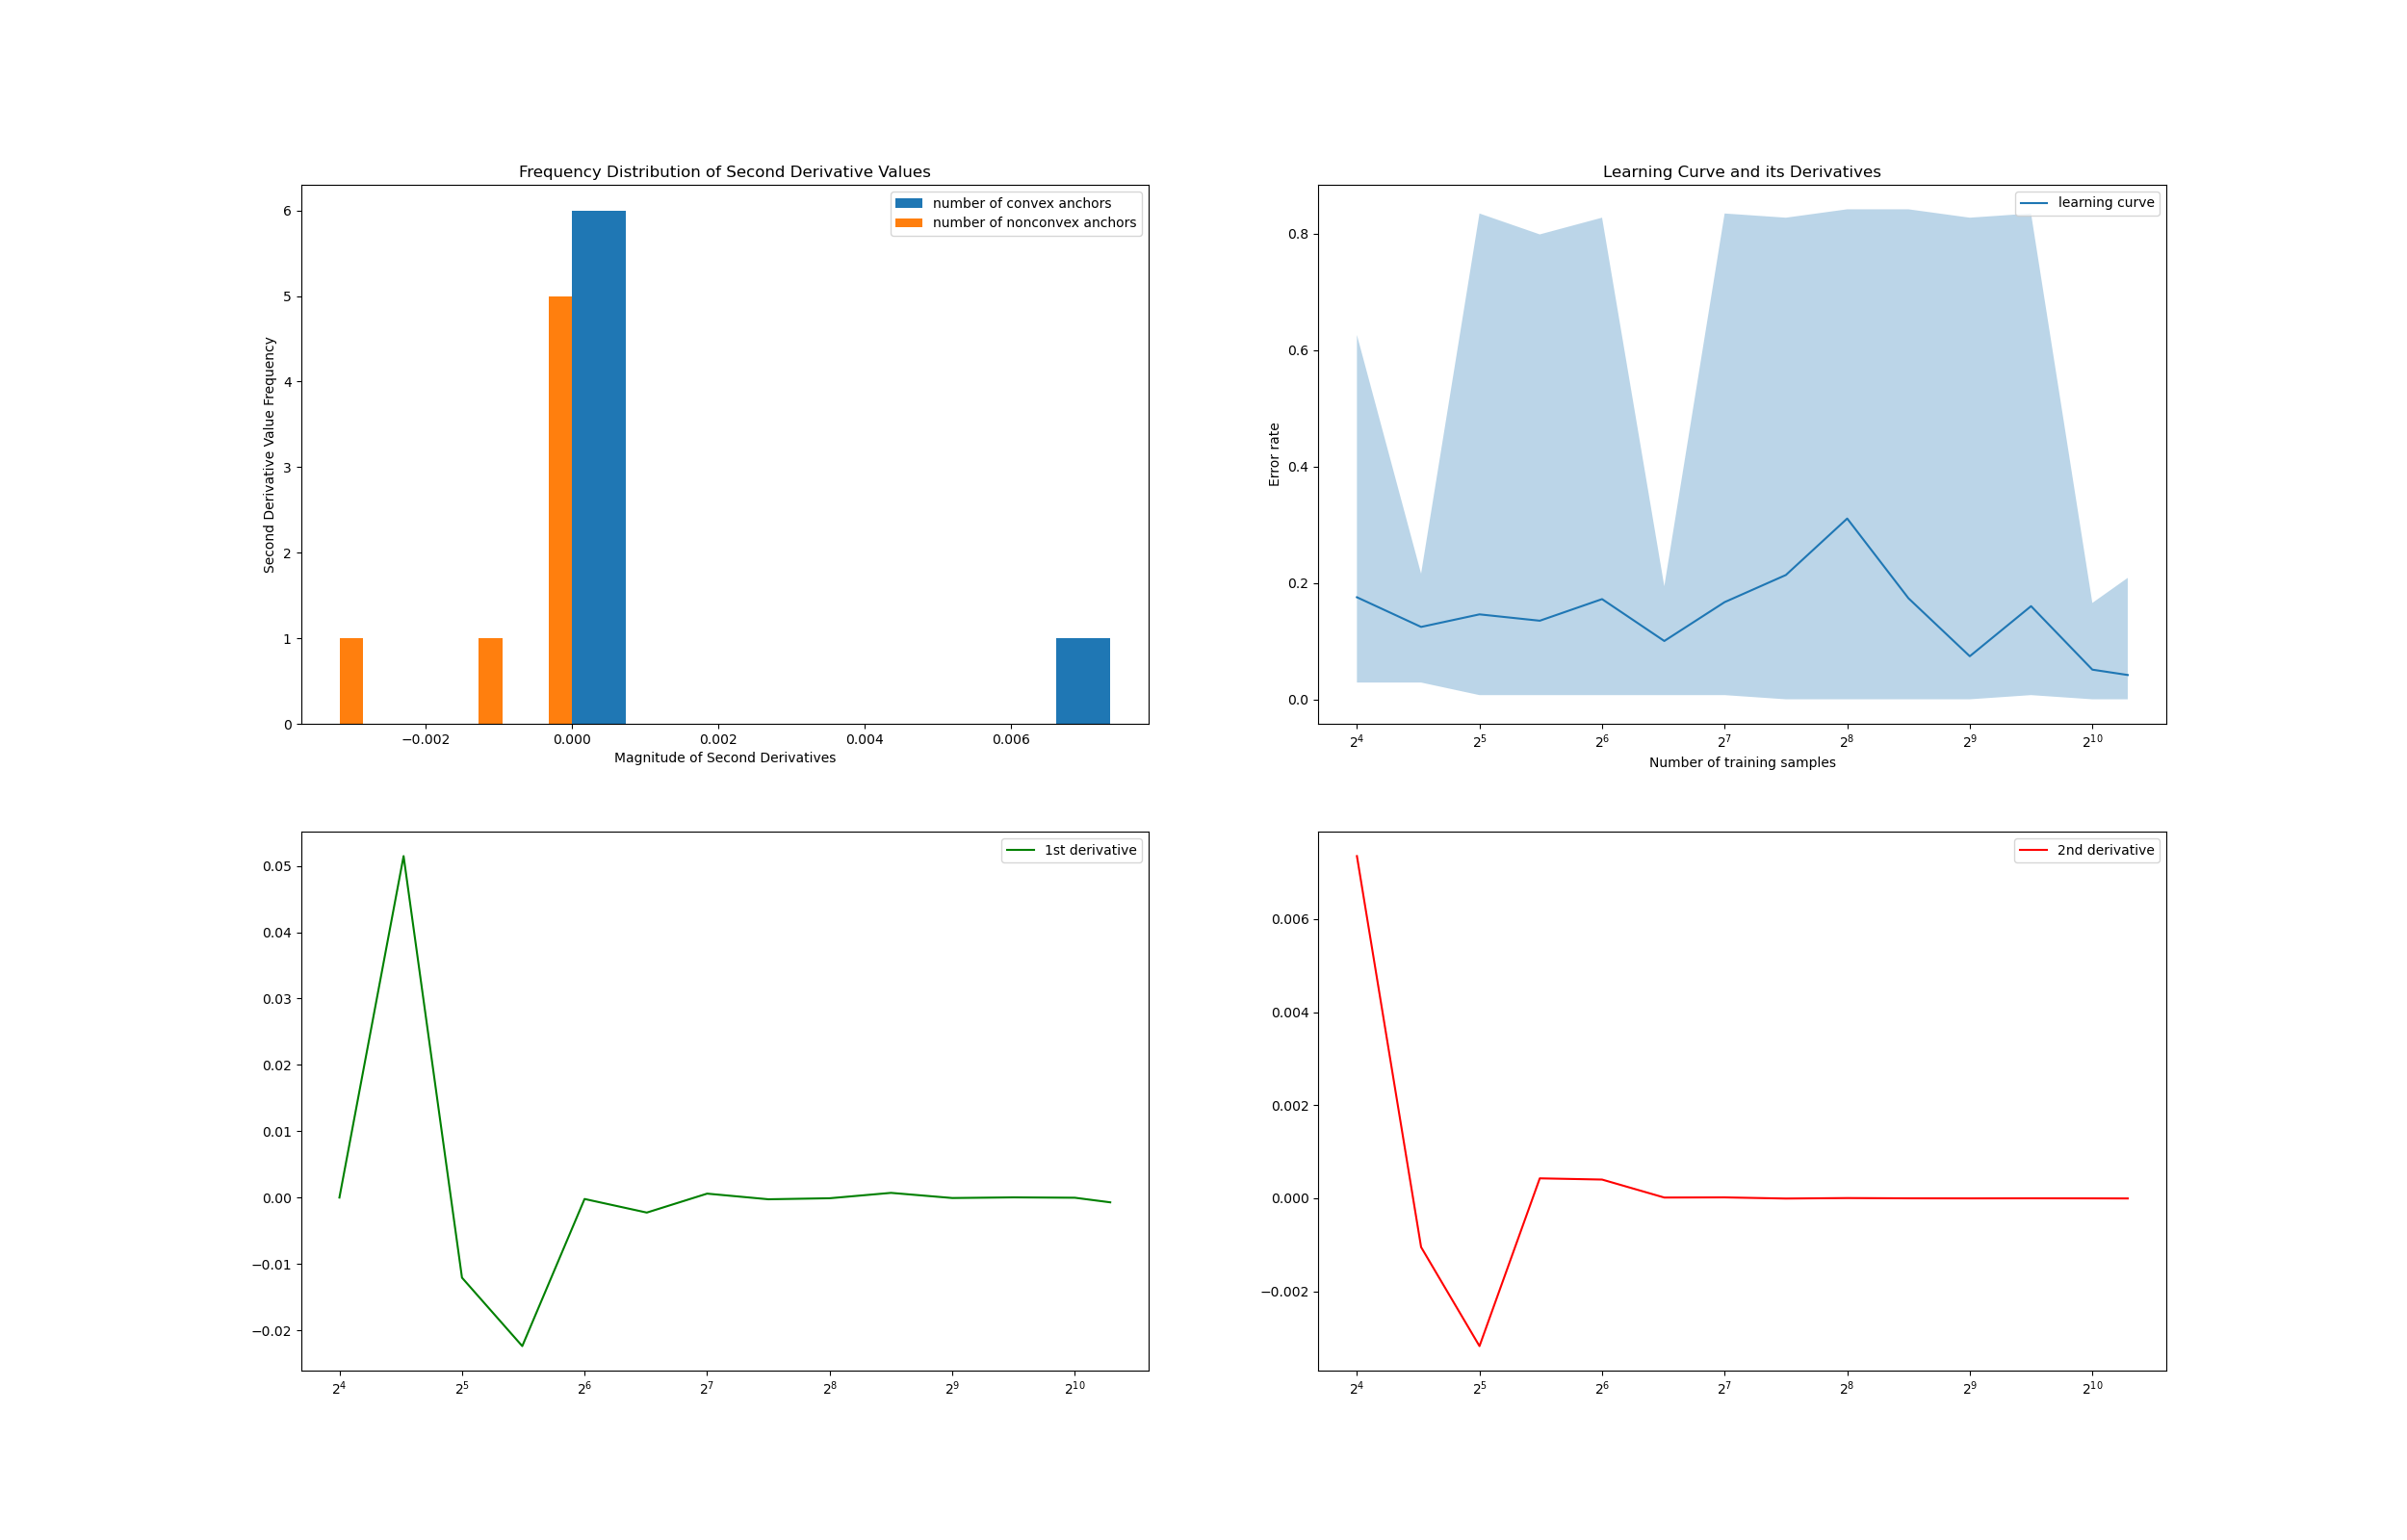 Frequency Distribution of Second Derivative Values
number of convex anchors
number of nonconvex anchors
Second Derivative Value Frequency
6
5
4
3
2
1
0
−0.002 0.000 0.002 0.004 0.006
Magnitude of Second Derivatives
Learning Curve and its Derivatives
learning curve
Error rate
0.8
0.6
0.4
0.2
0.0
2⁴ 2⁵ 2⁶ 2⁷ 2⁸ 2⁹ 2¹⁰
Number of training samples
1st derivative
0.05
0.04
0.03
0.02
0.01
0.00
−0.01
−0.02
2⁴ 2⁵ 2⁶ 2⁷ 2⁸ 2⁹ 2¹⁰
2nd derivative
0.006
0.004
0.002
0.000
−0.002
2⁴ 2⁵ 2⁶ 2⁷ 2⁸ 2⁹ 2¹⁰